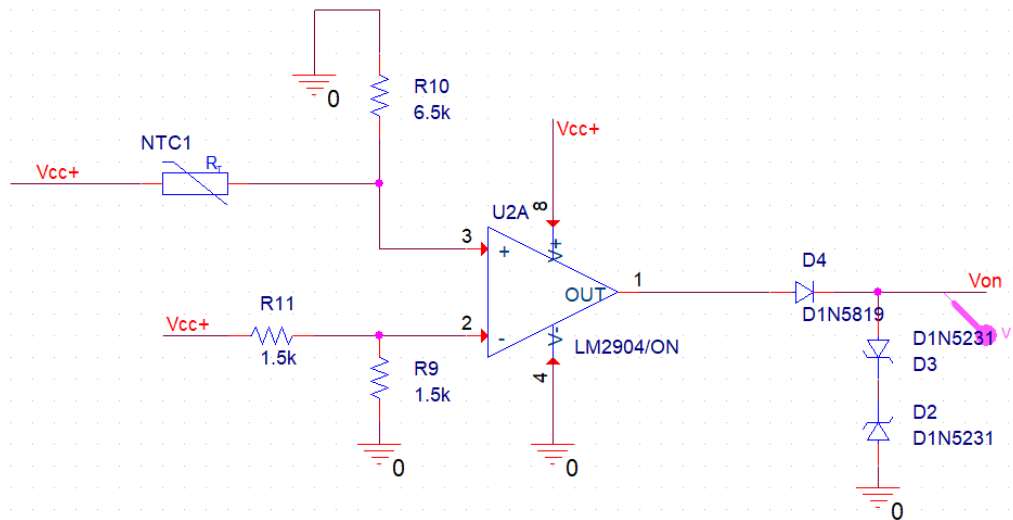 R10
6.5k
0
NTC1
Vcc+
RT
Vcc+
U2A
8
3
+
V+
D4
1
Von
OUT
R11
D1N5819
Vcc+
2
-
V-
LM2904/ON
D1N5231
V
1.5k
D3
R9
4
1.5k
D2
D1N5231
0
0
0